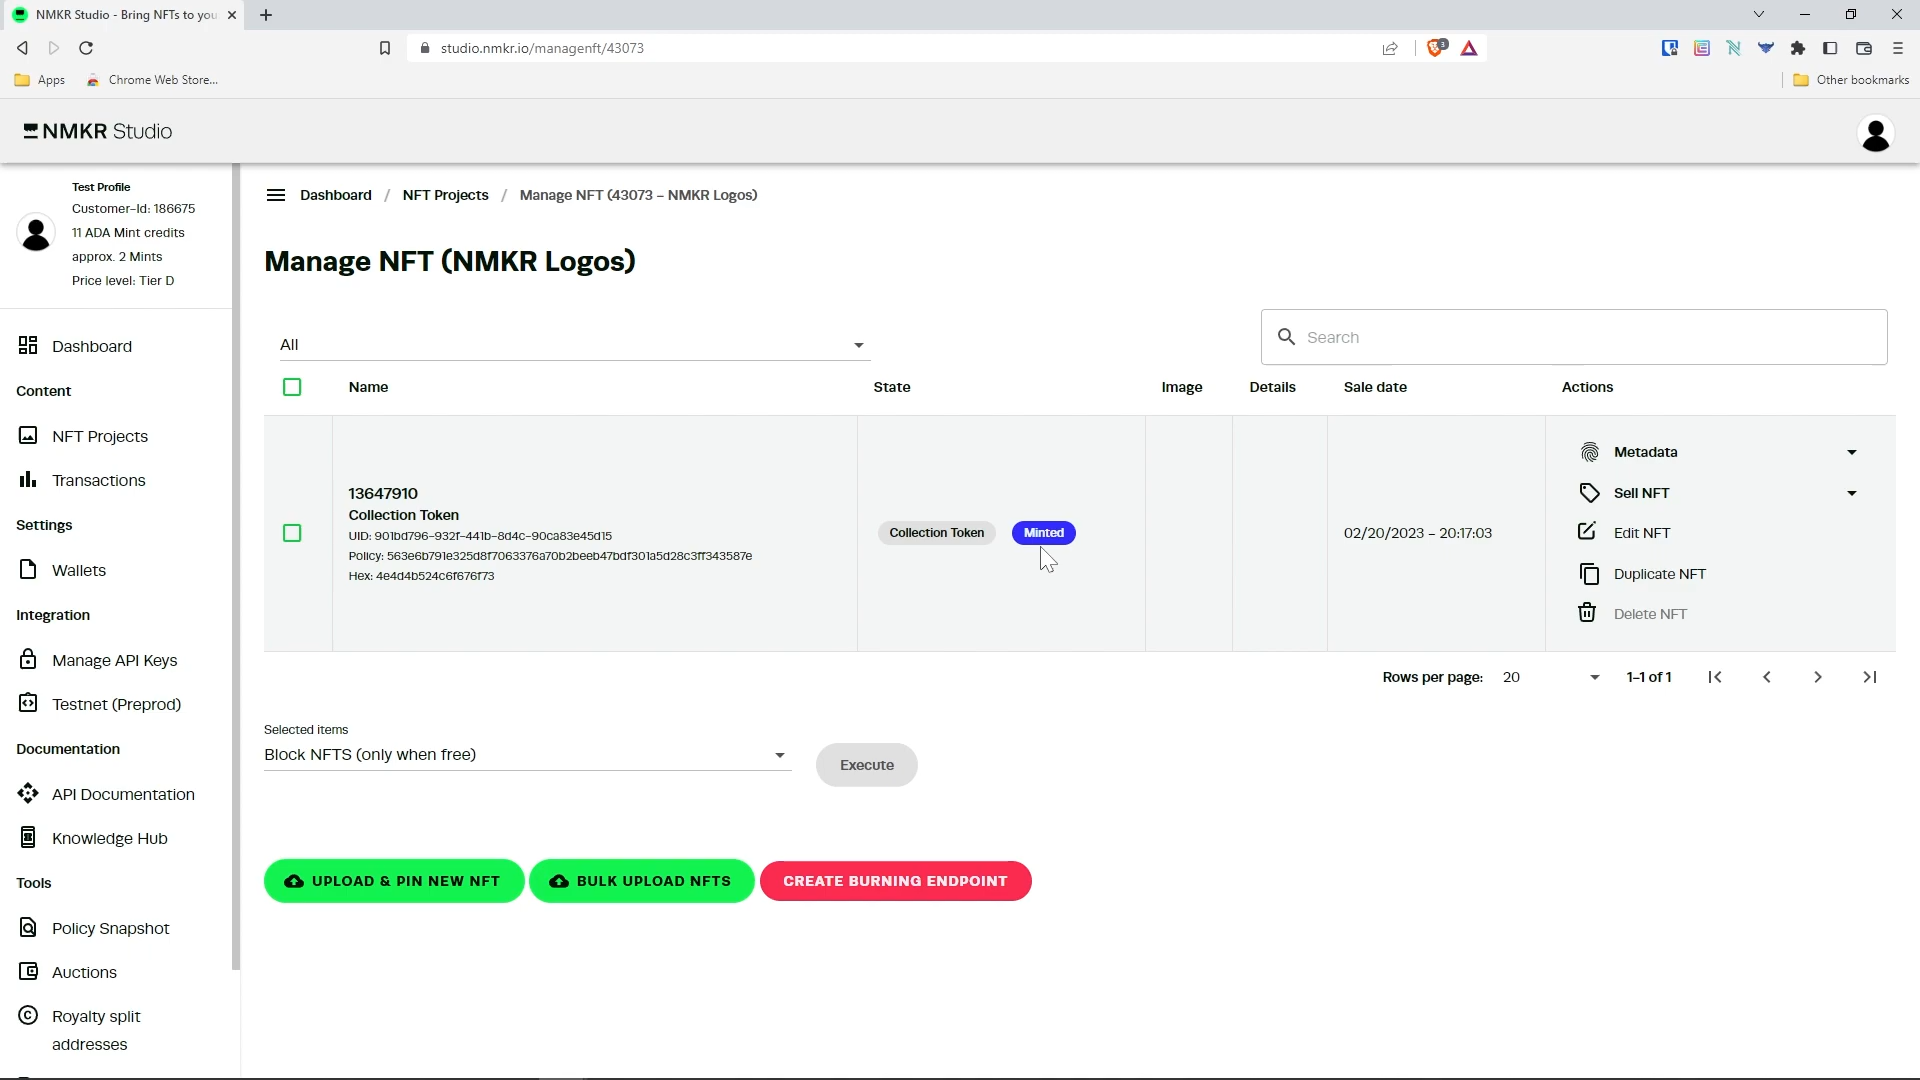 NMKR Studio - Bring NFTs to you
studio.nmkr.io/managenft/43073
3
Apps
Chrome Web Store...
Other bookmarks
NMKR Studio
Test Profile
Customer-Id: 186675
11 ADA Mint credits
approx. 2 Mints
Price level: Tier D
Dashboard
Content
NFT Projects
Transactions
Settings
Wallets
Integration
Manage API Keys
Testnet (Preprod)
Documentation
API Documentation
Knowledge Hub
Tools
Policy Snapshot
Auctions
Royalty split
addresses
Dashboard / NFT Projects / Manage NFT (43073 - NMKR Logos)
Manage NFT (NMKR Logos)
All
Search
Name State Image Details Sale date Actions
13647910
Collection Token
UID: 901bd796-932f-441b-8d4c-90ca83e45d15
Policy: 563e6b791e325d8f7063376a70b2beeb47bdf301a5d28c3ff343587e
Hex: 4e4d4b524c6f676f73
Collection Token Minted
02/20/2023 - 20:17:03
Metadata
Sell NFT
Edit NFT
Duplicate NFT
Delete NFT
Rows per page: 20 1-1 of 1
Selected items
Block NFTS (only when free)
Execute
UPLOAD & PIN NEW NFT
BULK UPLOAD NFTS
CREATE BURNING ENDPOINT